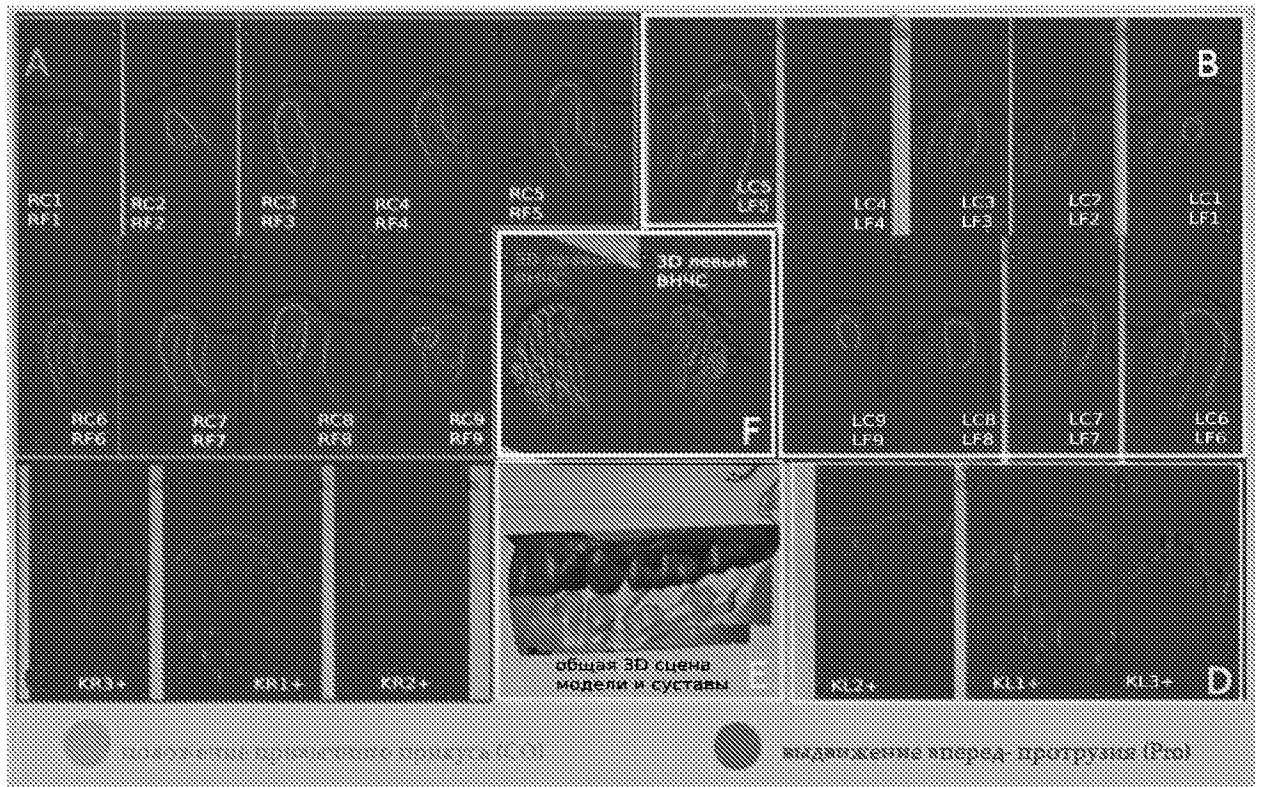 A
B
RC1
RF1
RC2
RF2
RC3
RF3
RC4
RF4
RC5
RF5
LC5
LF5
LC4
LF4
LC3
LF3
LC2
LF2
LC1
LF1
3D левый
ВНЧС
RC6
RF6
RC7
RF7
RC8
RF8
RC9
RF9
F
LC9
LF9
LC8
LF8
LC7
LF7
LC6
LF6
KR3+
KR1+
KR2+
общая 3D сцена
модели и суставы
KL2+
KL1+
KL3+
D
выдвижение вперед- протрузия (Pro)